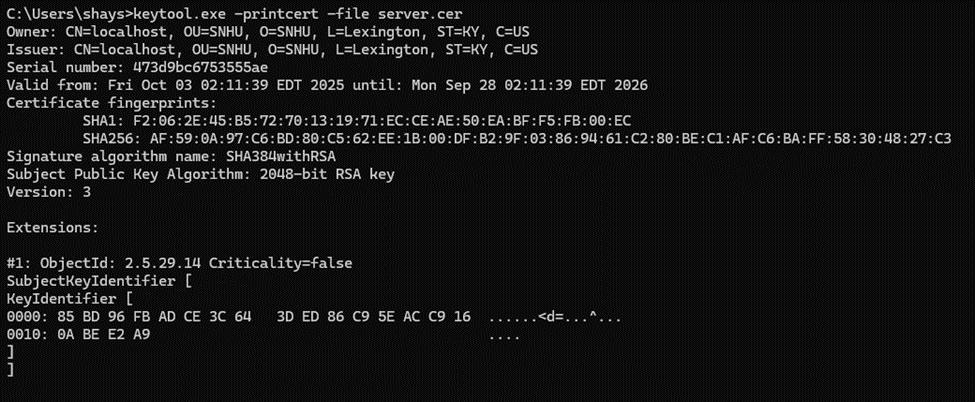 C:\Users\shays>keytool.exe -printcert -file server.cer
Owner: CN=localhost, OU=SNHU, O=SNHU, L=Lexington, ST=KY, C=US
Issuer: CN=localhost, OU=SNHU, O=SNHU, L=Lexington, ST=KY, C=US
Serial number: 473d9bc6753555ae
Valid from: Fri Oct 03 02:11:39 EDT 2025 until: Mon Sep 28 02:11:39 EDT 2026
Certificate fingerprints:
         SHA1: F2:06:2E:45:B5:72:70:13:19:71:EC:CE:AE:50:EA:BF:F5:FB:00:EC
         SHA256: AF:59:0A:97:C6:BD:80:C5:62:EE:1B:00:DF:B2:9F:03:86:94:61:C2:80:BE:C1:AF:C6:BA:FF:58:30:48:27:C3
Signature algorithm name: SHA384withRSA
Subject Public Key Algorithm: 2048-bit RSA key
Version: 3
Extensions:
#1: ObjectId: 2.5.29.14 Criticality=false
SubjectKeyIdentifier [
KeyIdentifier [
0000: 85 BD 96 FB AD CE 3C 64   3D ED 86 C9 5E AC C9 16  ......<d=...^...
0010: 0A BE E2 A9                                        ....
]
]